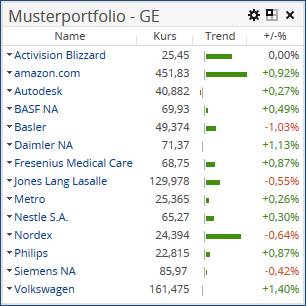 Musterportfolio - GE
Name Kurs Trend +/-%
Activision Blizzard 25,45 0,00%
amazon.com 451,83 +0,92%
Autodesk 40,882 +0,27%
BASF NA 69,93 +0,49%
Basler 49,374 -1,03%
Daimler NA 71,37 +1,13%
Fresenius Medical Care 68,75 +0,87%
Jones Lang Lasalle 129,978 -0,55%
Metro 25,365 +0,26%
Nestle S.A. 65,27 +0,30%
Nordex 24,394 -0,64%
Philips 22,815 +0,87%
Siemens NA 85,97 -0,42%
Volkswagen 161,475 +1,40%